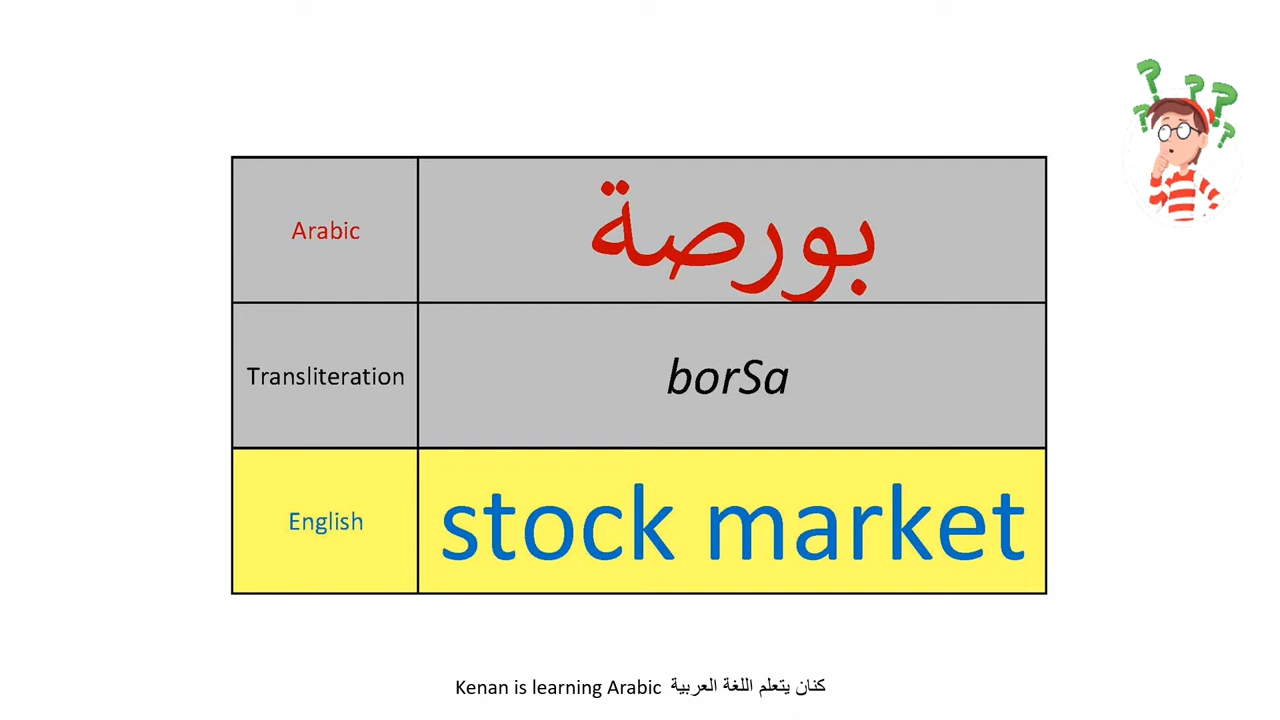 Arabic بورصة
Transliteration borSa
English stock market
Kenan is learning Arabic كنان يتعلم اللغة العربية